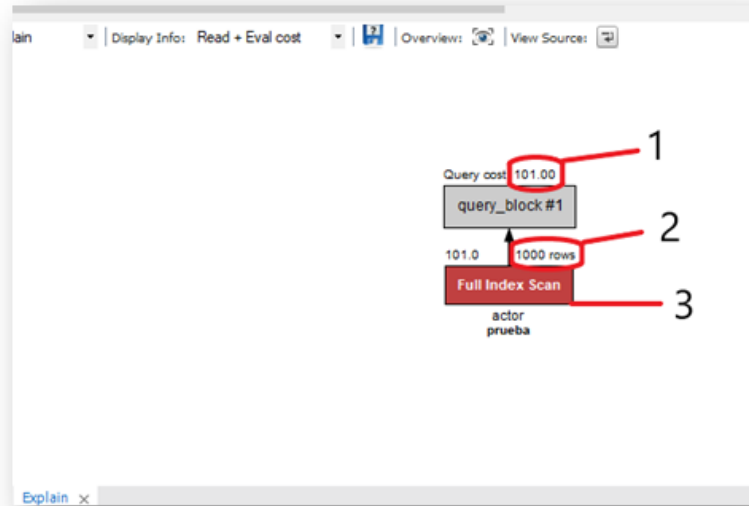 lain Display Info: Read + Eval cost Overview: View Source:
1
Query cost: 101.00
query_block #1
2
101.0 1000 rows
Full Index Scan
3
actor
prueba
Explain ×